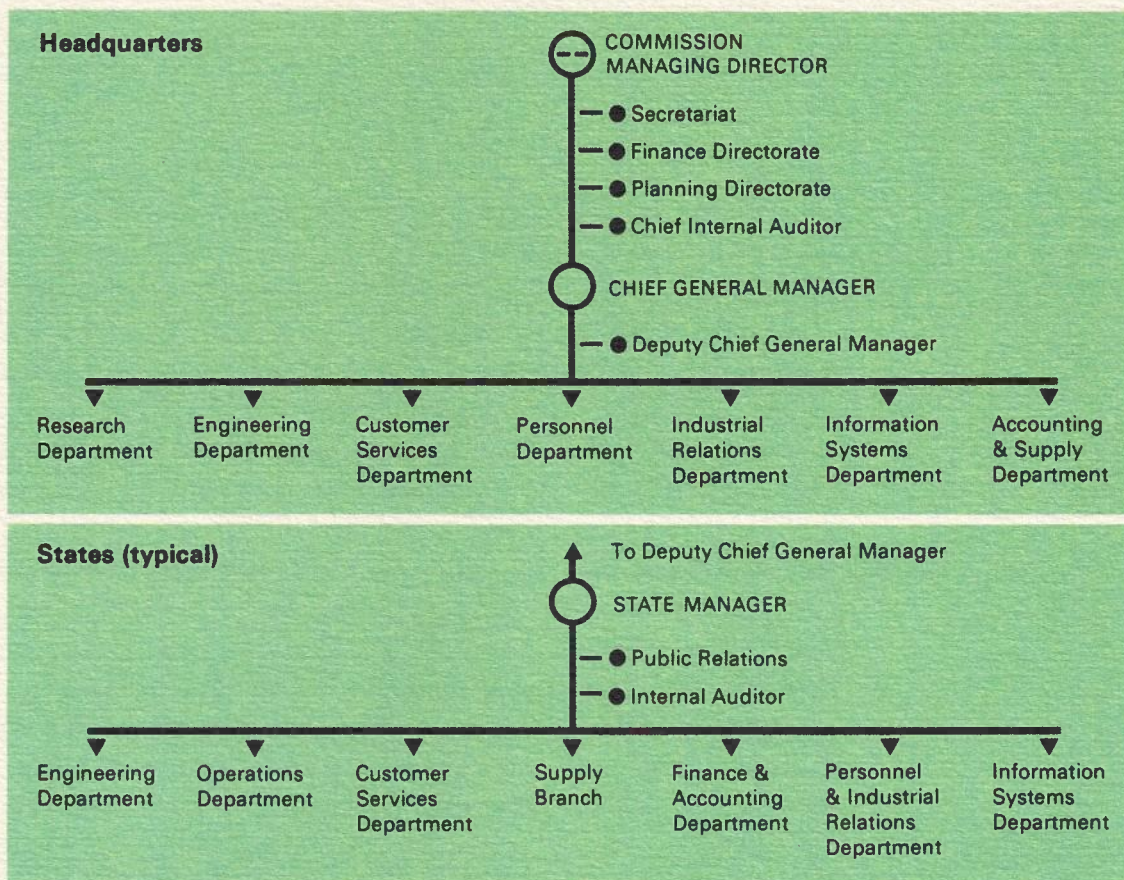 Headquarters
COMMISSION
MANAGING DIRECTOR
Secretariat
Finance Directorate
Planning Directorate
Chief Internal Auditor
CHIEF GENERAL MANAGER
Deputy Chief General Manager
Research
Department
Engineering
Department
Customer
Services
Department
Personnel
Department
Industrial
Relations
Department
Information
Systems
Department
Accounting
& Supply
Department
States (typical)
To Deputy Chief General Manager
STATE MANAGER
Public Relations
Internal Auditor
Engineering
Department
Operations
Department
Customer
Services
Department
Supply
Branch
Finance &
Accounting
Department
Personnel
& Industrial
Relations
Department
Information
Systems
Department